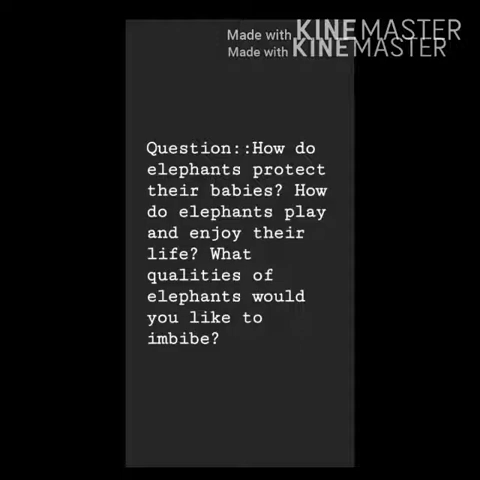 Made with KINEMASTER
Made with KINEMASTER
Question::How do
elephants protect
their babies? How
do elephants play
and enjoy their
life? What
qualities of
elephants would
you like to
imbibe?